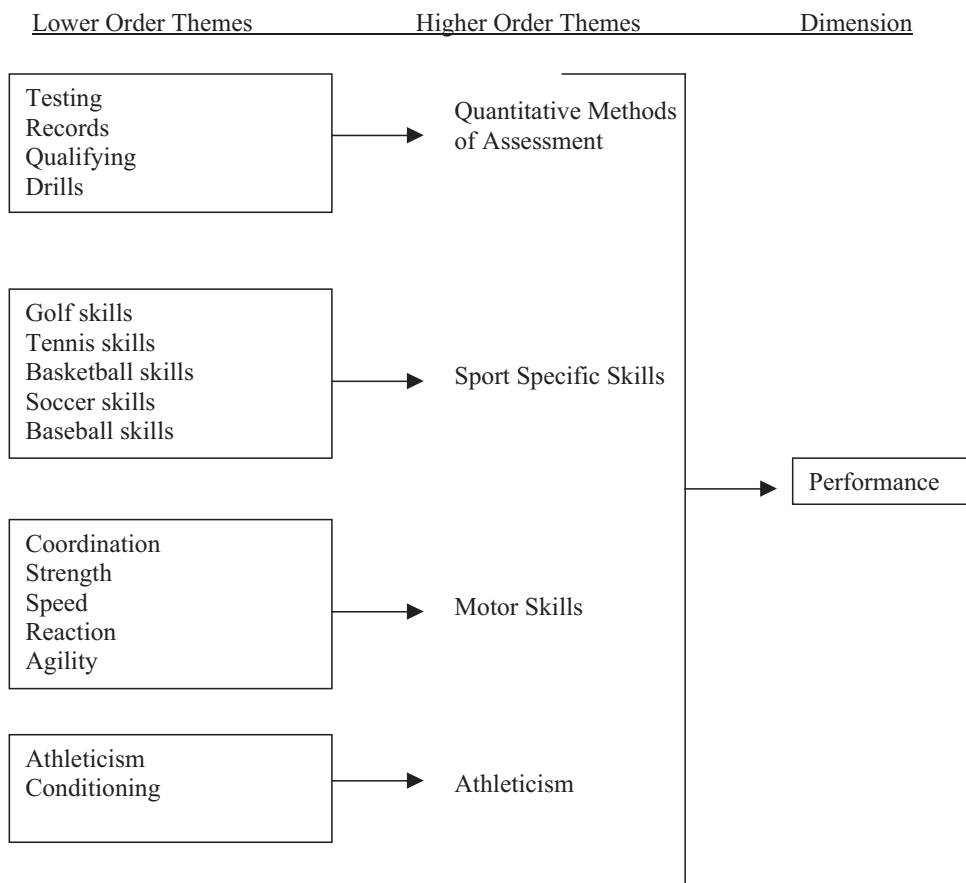 Lower Order Themes Higher Order Themes Dimension
Testing
Records
Qualifying
Drills
Quantitative Methods
of Assessment
Golf skills
Tennis skills
Basketball skills
Soccer skills
Baseball skills
Sport Specific Skills
Performance
Coordination
Strength
Speed
Reaction
Agility
Motor Skills
Athleticism
Conditioning
Athleticism